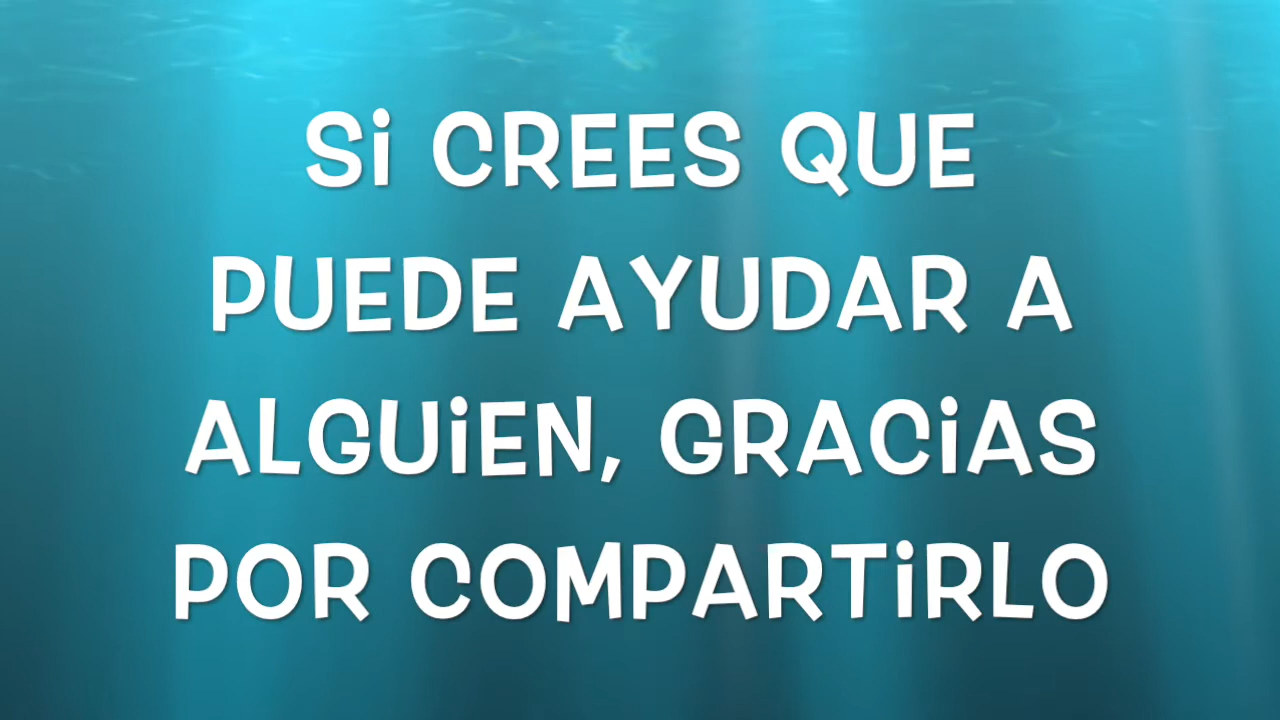 Si CREES QUE
PUEDE AYUDAR A
ALGUiEN, GRACiAS
POR COMPARTiRLO